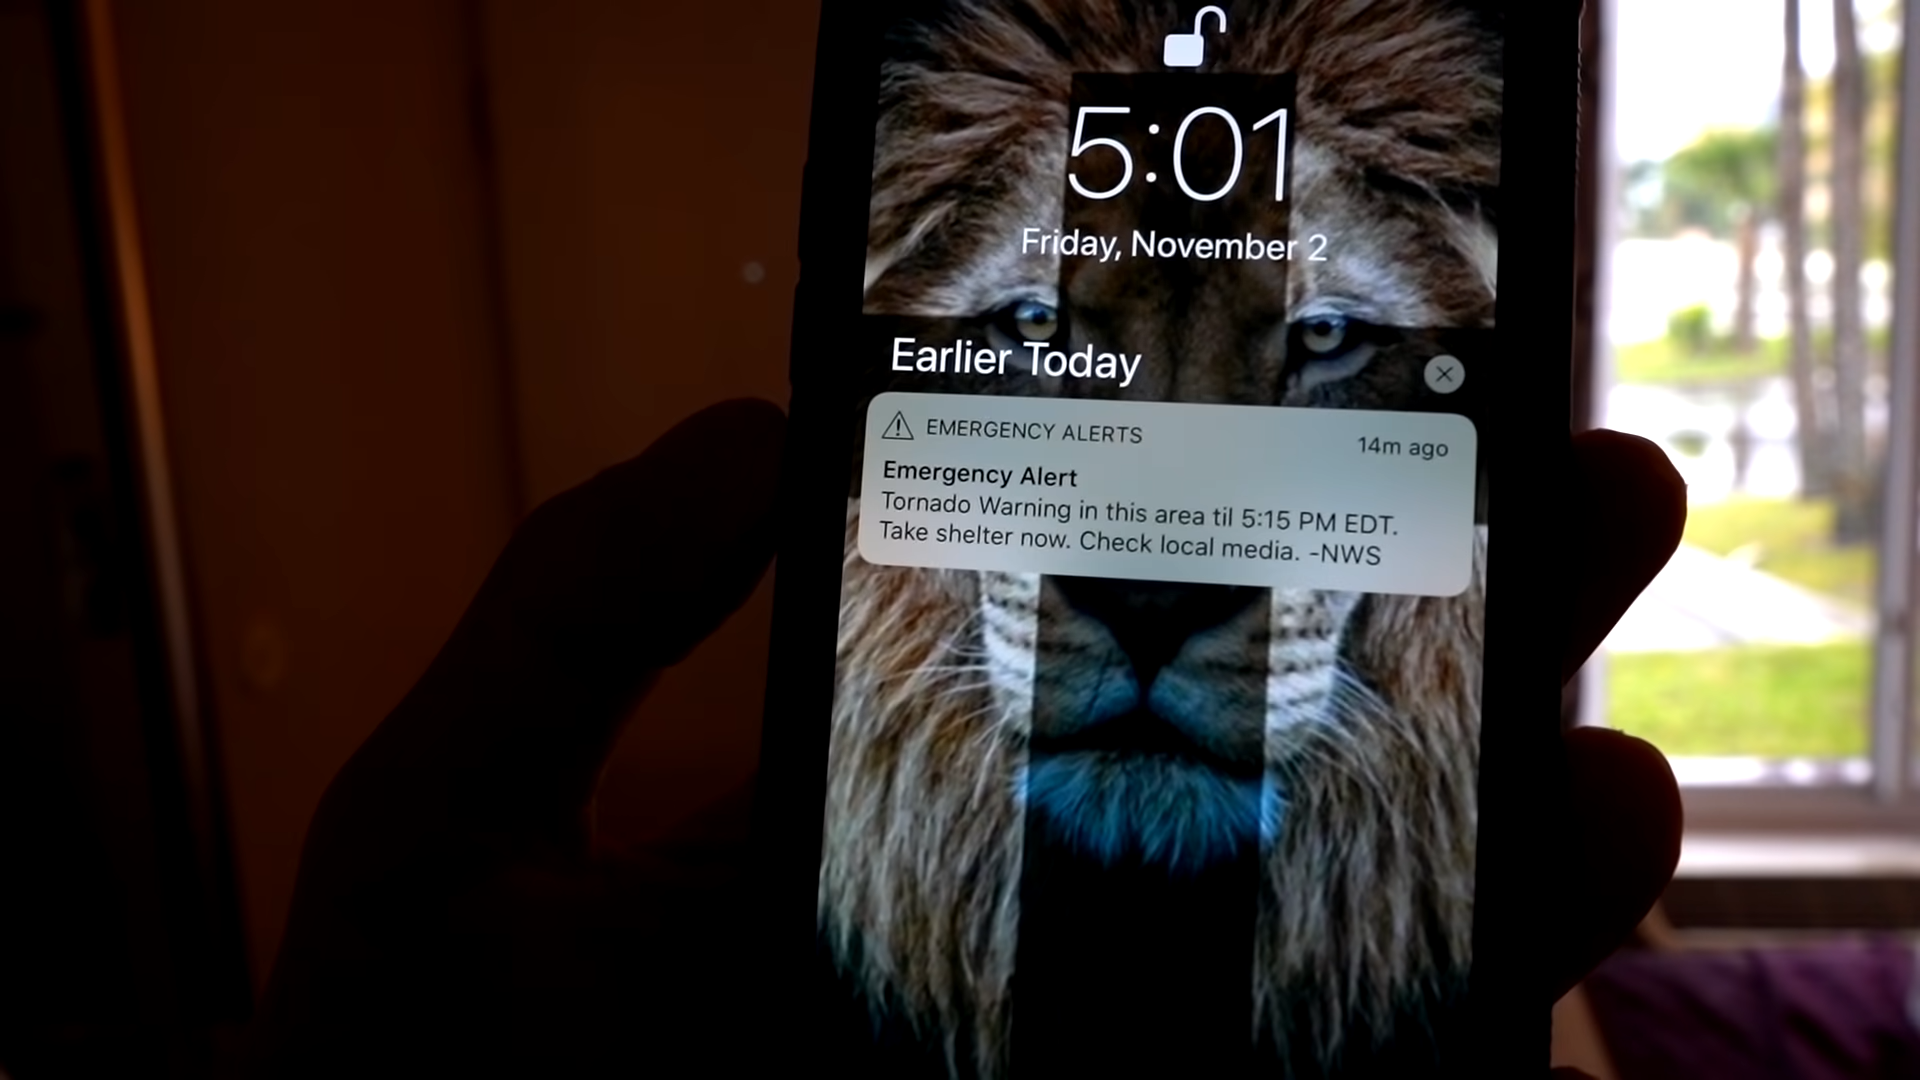 5:01
Friday, November 2
Earlier Today
EMERGENCY ALERTS
14m ago
Emergency Alert
Tornado Warning in this area til 5:15 PM EDT.
Take shelter now. Check local media. -NWS